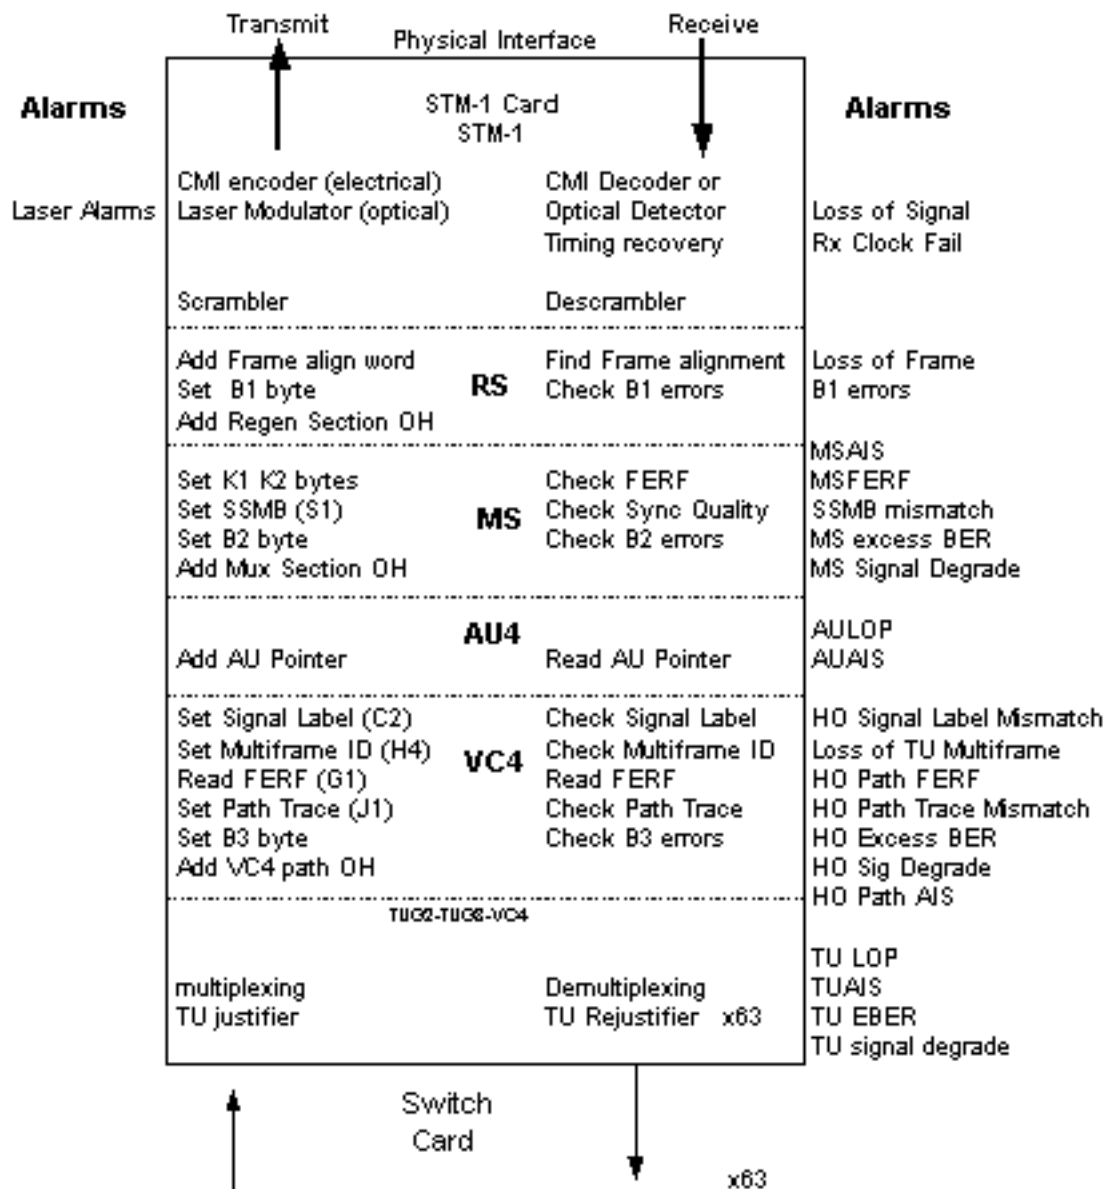 Transmit Physical Interface Receive
Alarms STM-1 Card Alarms
STM-1
CMI encoder (electrical) CMI Decoder or
Laser Alarms Laser Modulator (optical) Optical Detector Loss of Signal
Timing recovery Rx Clock Fail
Scrambler Descrambler
Add Frame align word Find Frame alignment Loss of Frame
Set B1 byte RS Check B1 errors B1 errors
Add Regen Section OH
MSAIS
Set K1 K2 bytes Check FERF MSFERF
Set SSMB (S1) MS Check Sync Quality SSMB mismatch
Set B2 byte Check B2 errors MS excess BER
Add Mux Section OH MS Signal Degrade
AU4 AULOP
Add AU Pointer Read AU Pointer AUAIS
Set Signal Label (C2) Check Signal Label HO Signal Label Mismatch
Set Multiframe ID (H4) VC4 Check Multiframe ID Loss of TU Multiframe
Read FERF (G1) Read FERF HO Path FERF
Set Path Trace (J1) Check Path Trace HO Path Trace Mismatch
Set B3 byte Check B3 errors HO Excess BER
Add VC4 path OH HO Sig Degrade
HO Path AIS
TUG2-TUG3-VC4
TU LOP
multiplexing Demultiplexing TUAIS
TU justifier TU Rejustifier x63 TU EBER
TU signal degrade
Switch
Card
x63